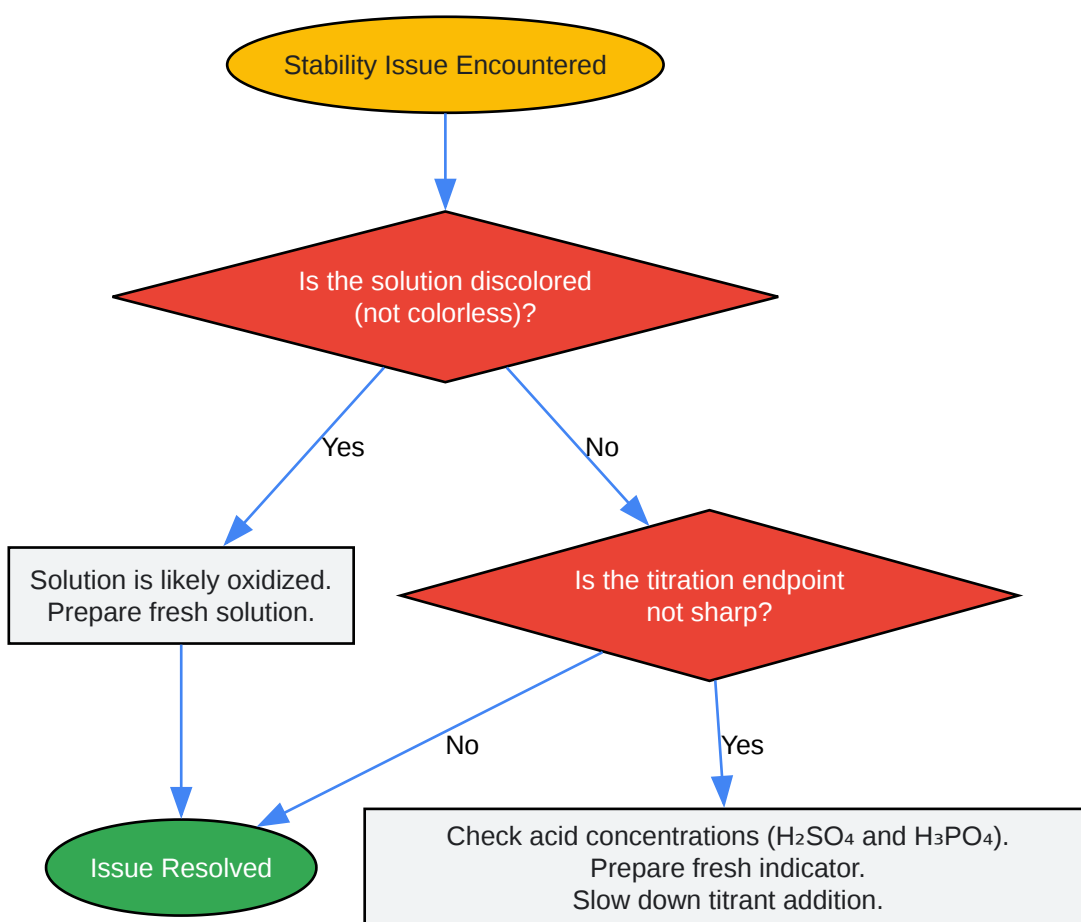 Stability Issue Encountered
Is the solution discolored
(not colorless)?
Yes
No
Solution is likely oxidized.
Prepare fresh solution.
Is the titration endpoint
not sharp?
No
Yes
Issue Resolved
Check acid concentrations (H₂SO₄ and H₃PO₄).
Prepare fresh indicator.
Slow down titrant addition.